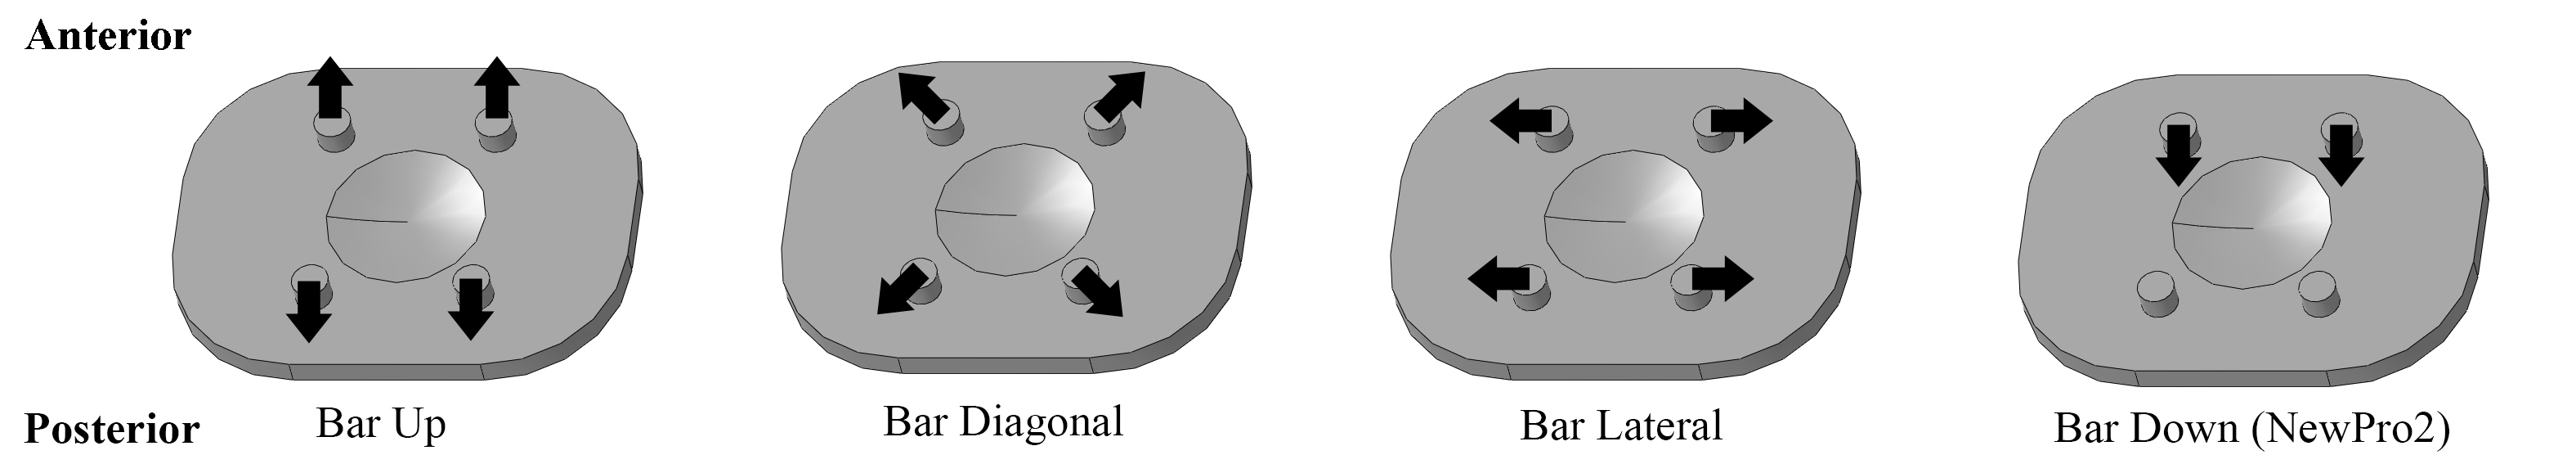 Anterior
Posterior
Bar Up
Bar Diagonal
Bar Lateral
Bar Down (NewPro2)